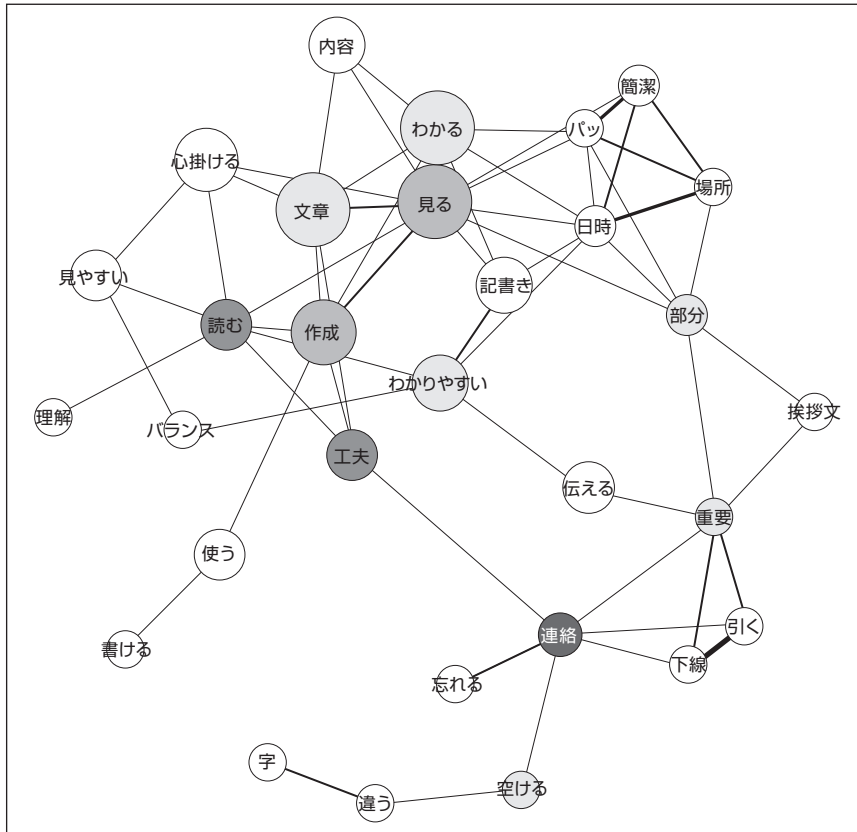 内容
簡潔
わかる
パッ
心掛ける
場所
文章
見る
日時
見やすい
記書き
読む
作成
部分
わかりやすい
理解
バランス
挨拶文
工夫
伝える
重要
使う
書ける
連絡
引く
下線
忘れる
字
違う
空ける